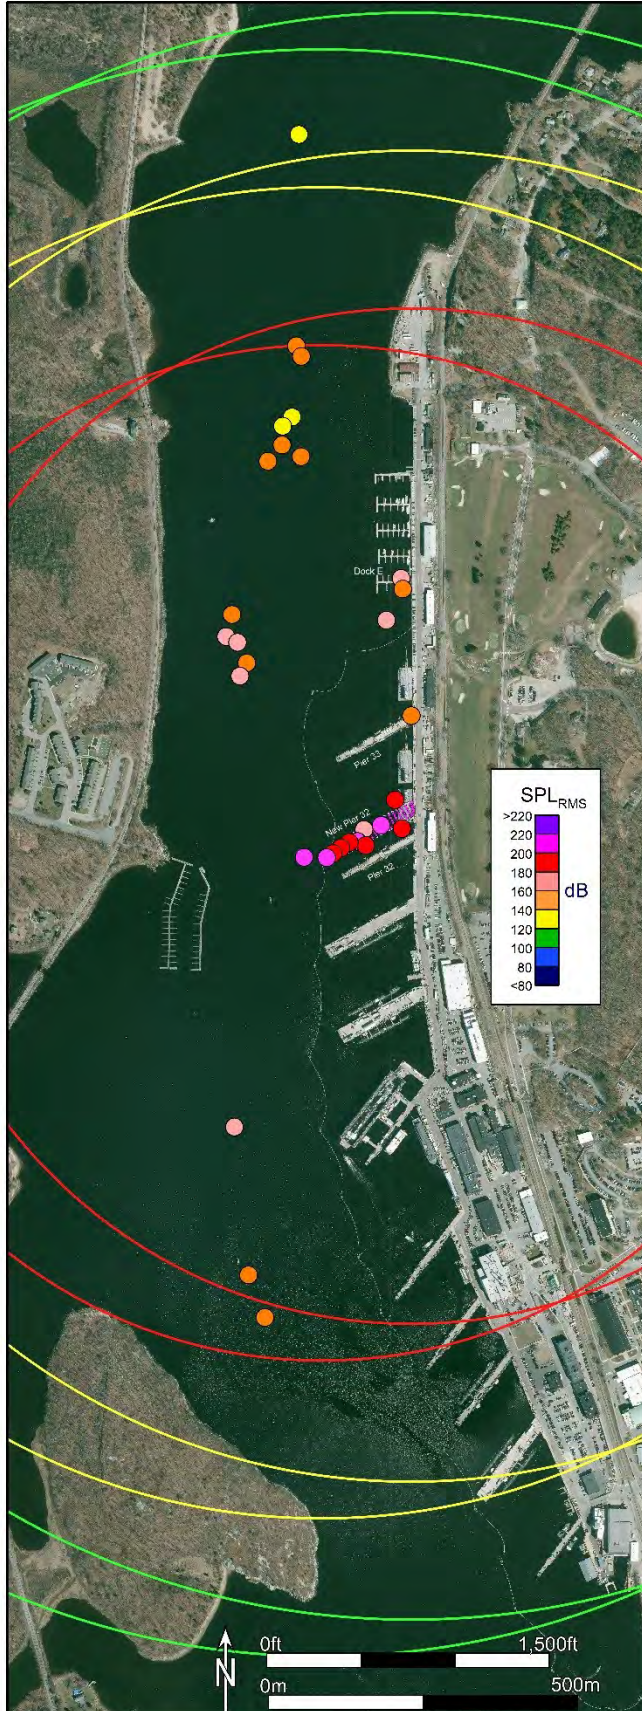 Dock E
Pier 33
New Pier 32
Pier 32
SPLRMS
>220
220
200
180
160
140
120
100
80
<80
dB
N
0ft 1,500ft
0m 500m